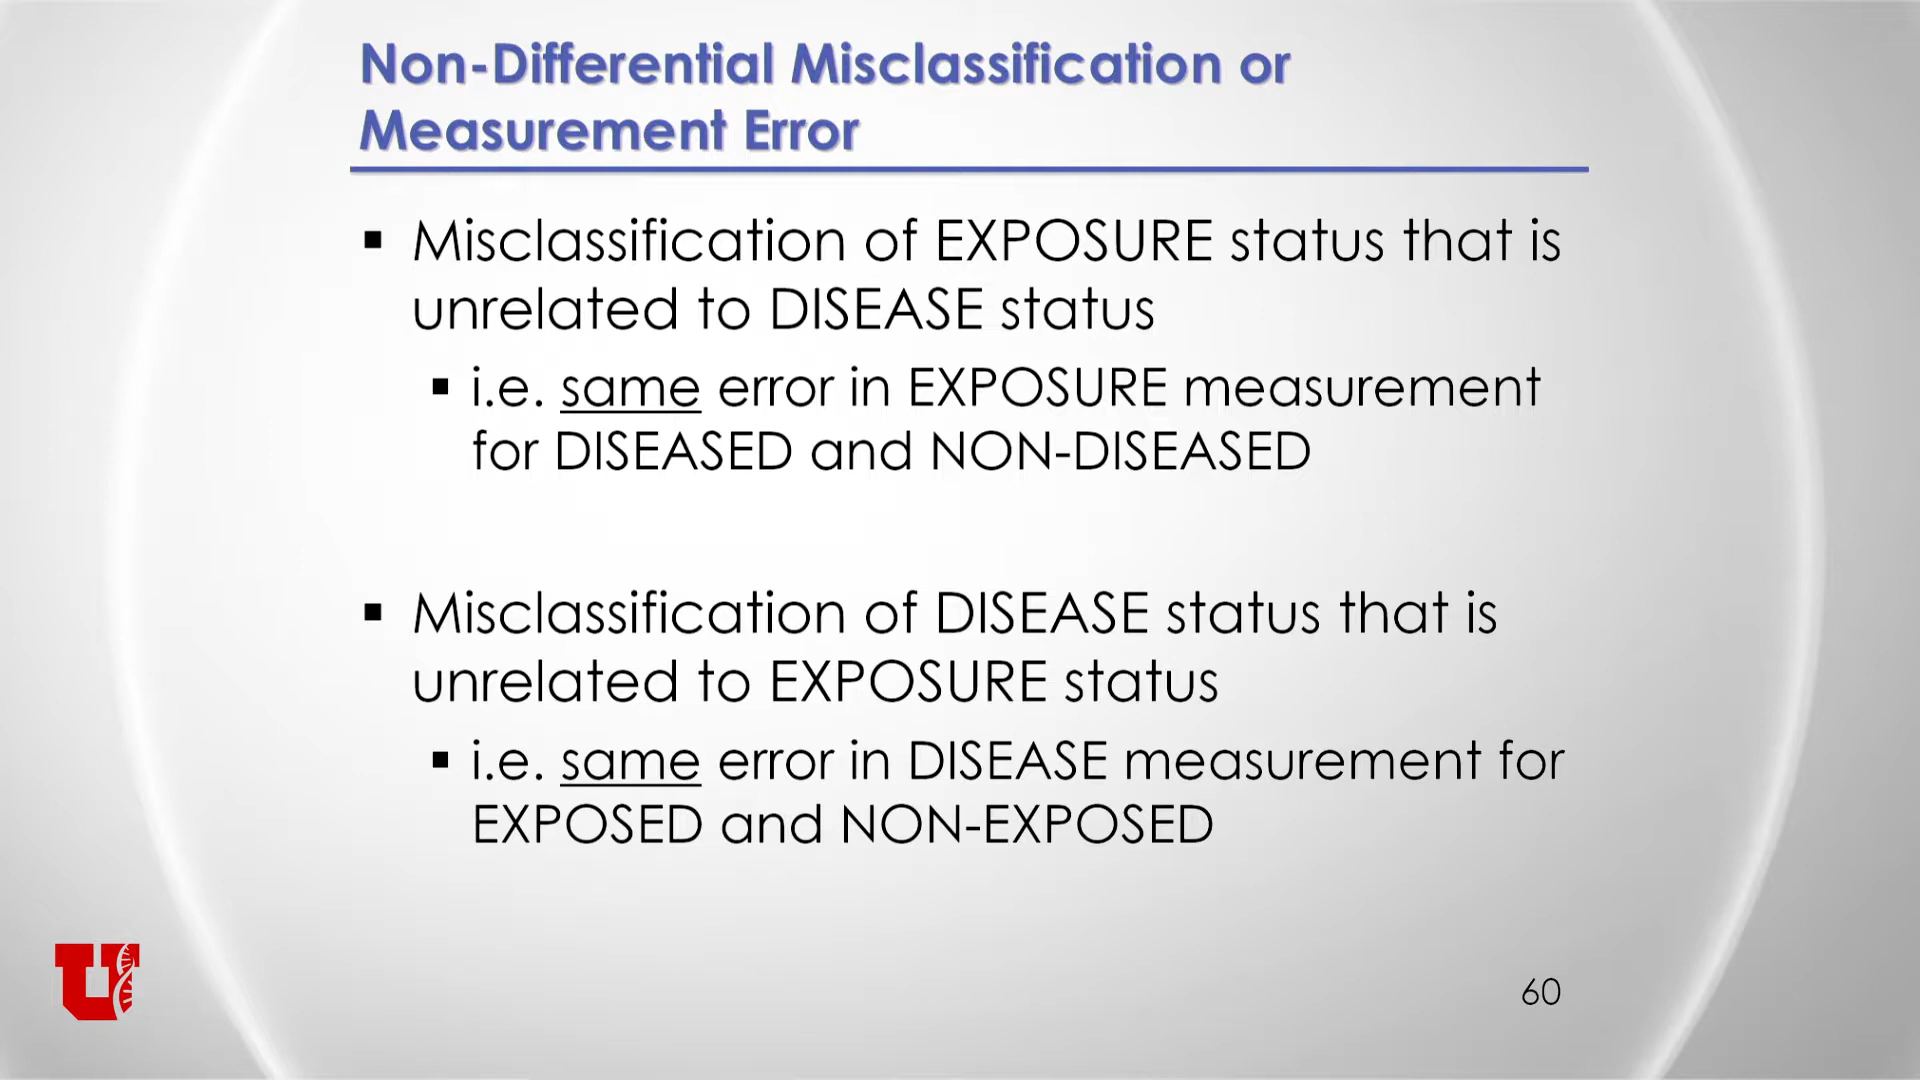 Non-Differential Misclassification or
Measurement Error
▪ Misclassification of EXPOSURE status that is
unrelated to DISEASE status
▪ i.e. same error in EXPOSURE measurement
for DISEASED and NON-DISEASED
▪ Misclassification of DISEASE status that is
unrelated to EXPOSURE status
▪ i.e. same error in DISEASE measurement for
EXPOSED and NON-EXPOSED
U
60